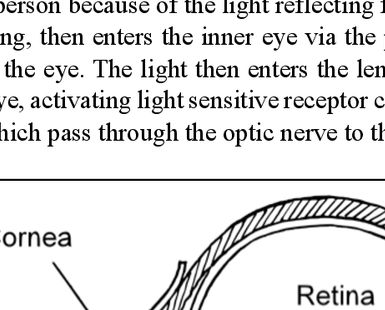 person because of the light reflecting
ng, then enters the inner eye via the
the eye. The light then enters the len
ye, activating light sensitive receptor c
hich pass through the optic nerve to th
ornea
Retina